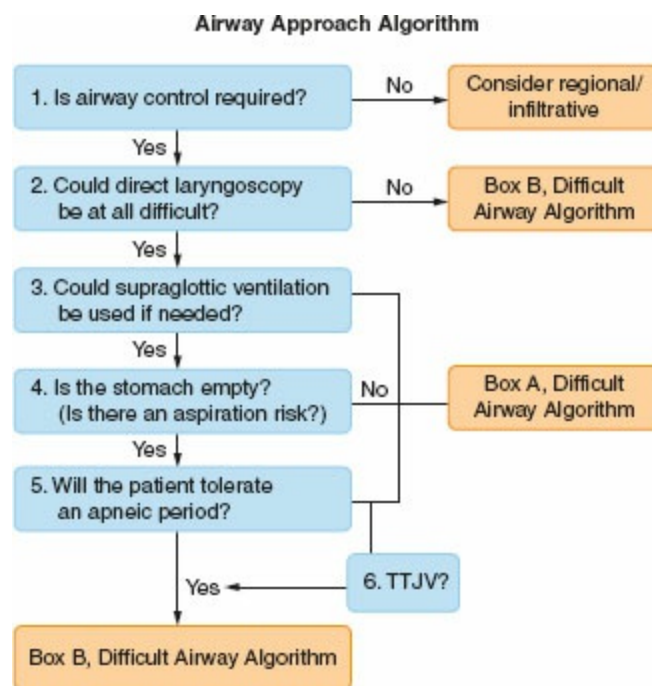 Airway Approach Algorithm
1. Is airway control required?
No
Consider regional/
infiltrative
Yes
2. Could direct laryngoscopy
be at all difficult?
No
Box B, Difficult
Airway Algorithm
Yes
3. Could supraglottic ventilation
be used if needed?
Yes
4. Is the stomach empty?
(Is there an aspiration risk?)
No
Box A, Difficult
Airway Algorithm
Yes
5. Will the patient tolerate
an apneic period?
6. TTJV?
Yes
Box B, Difficult Airway Algorithm